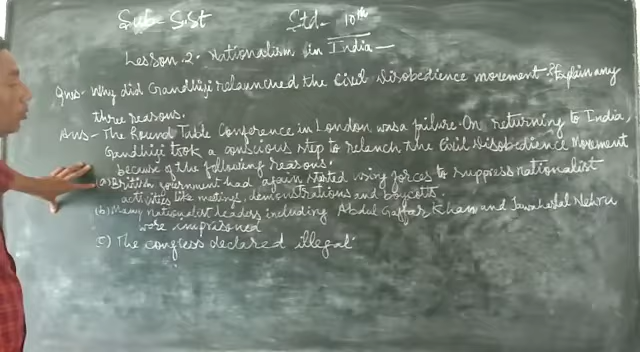 Sub- S.St Std- 10th
Lesson 2. Nationalism in India-
Ques- Why did Gandhiji relaunched the Civil Disobedience movement? Explain any
three reasons.
Ans- The Round Table Conference in London was a failure. On returning to India,
Gandhiji took a conscious step to relanch the Civil Disobedience Movement
because of the following reasons.
(a) British government had again started using forces to suppress nationalist
activities like meetings, demonstrations and boycotts.
(b) Many nationalist leaders including Abdul Gaffar Khan and Jawaharlal Nehru
were imprisoned
c) The congress declared illegal.